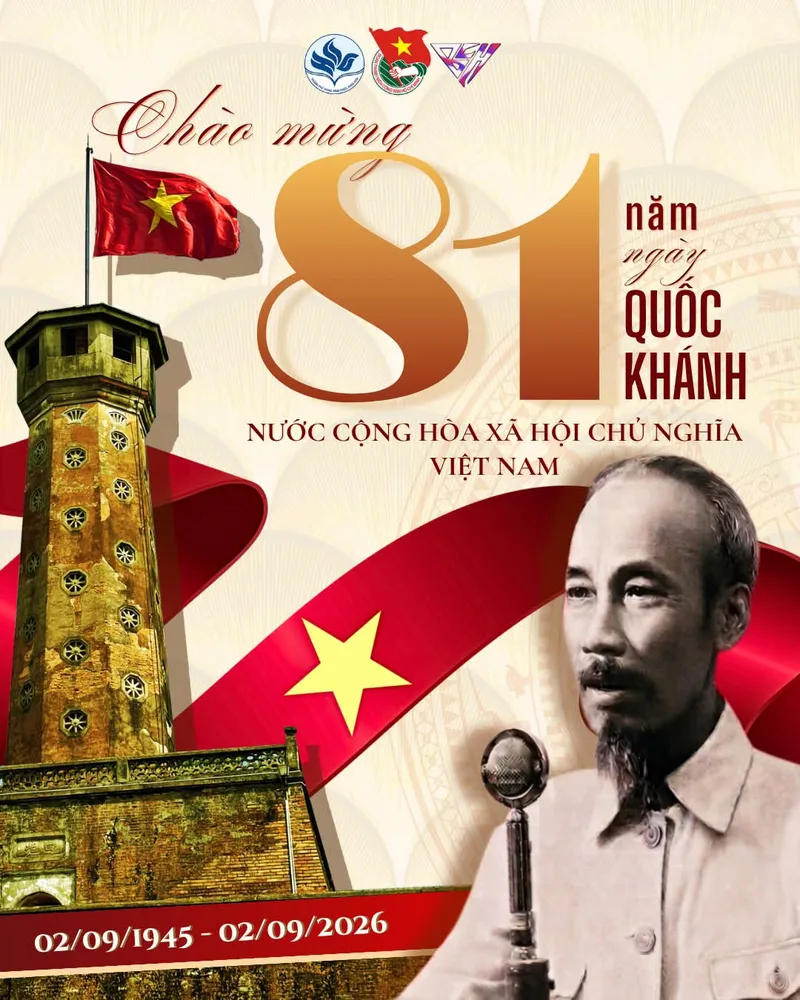 Chào mừng
81
năm
ngày
QUỐC
KHÁNH
NƯỚC CỘNG HÒA XÃ HỘI CHỦ NGHĨA
VIỆT NAM
02/09/1945 - 02/09/2026